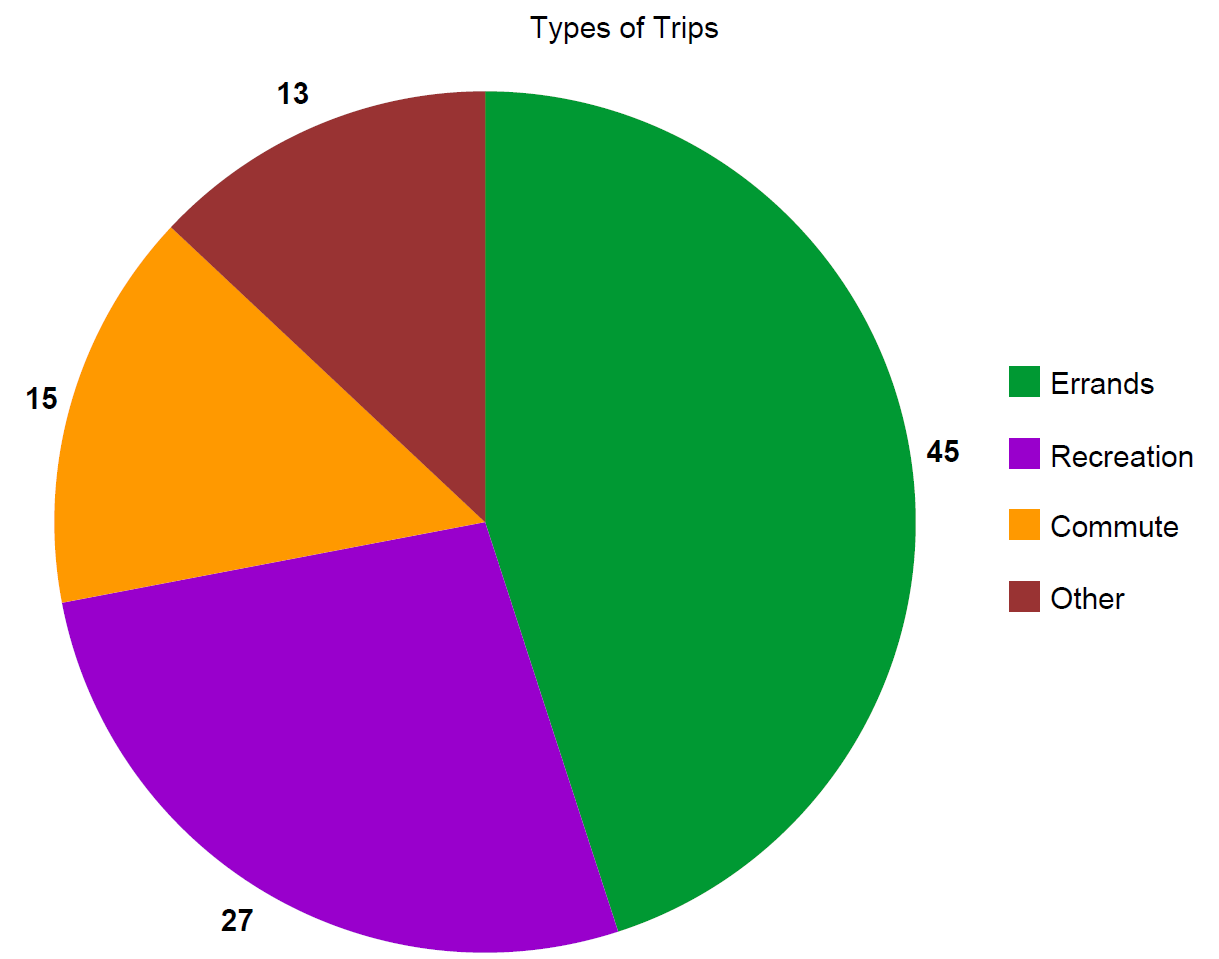 Types of Trips
13
15
45
27
Errands
Recreation
Commute
Other